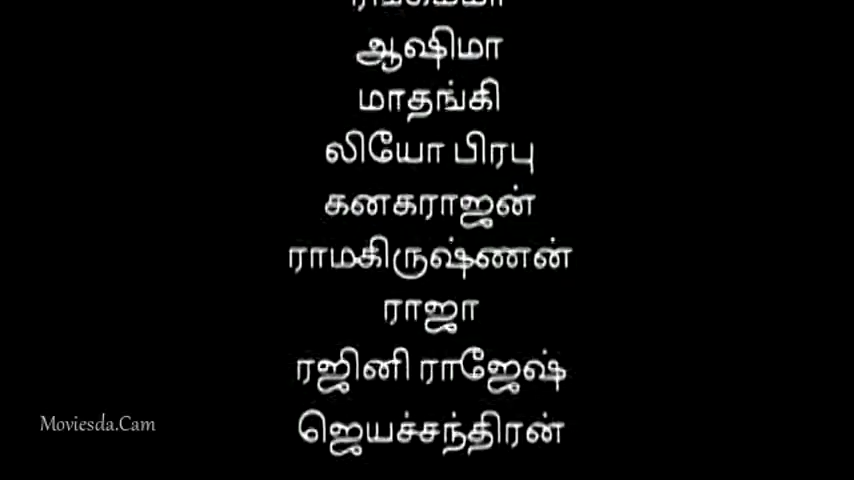 ஆஷிமா
மாதங்கி
லியோ பிரபு
கனகராஜன்
ராமகிருஷ்ணன்
ராஜா
ரஜினி ராஜேஷ்
ஜெயச்சந்திரன்
Moviesda.Cam